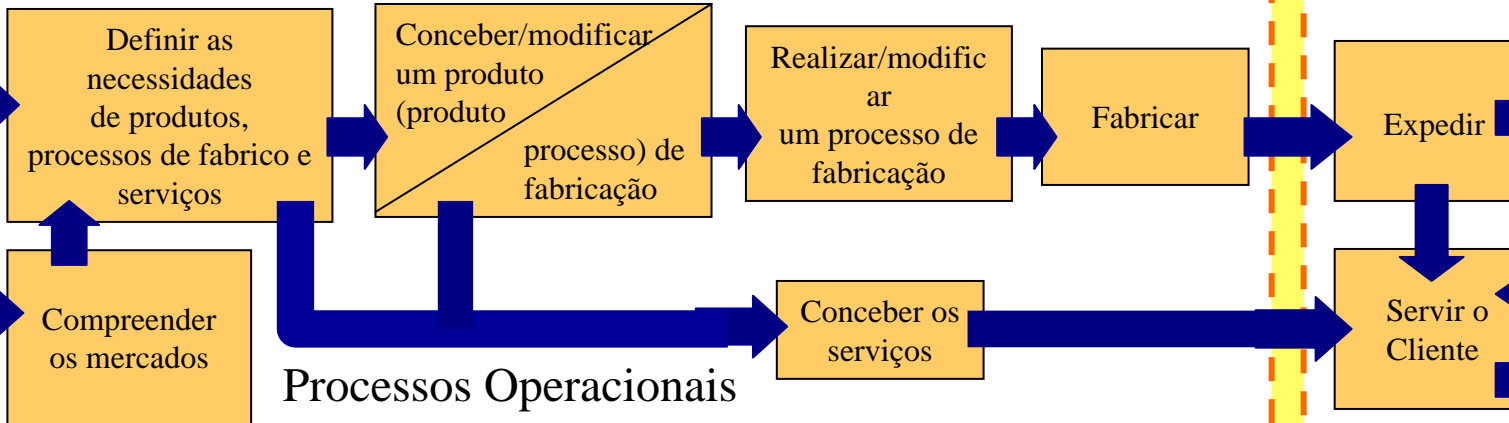 Definir as
necessidades
de produtos,
processos de fabrico e
serviços
Conceber/modificar
um produto
(produto
processo) de
fabricação
Realizar/modific
ar
um processo de
fabricação
Fabricar
Expedir
Compreender
os mercados
Conceber os
serviços
Servir o
Cliente
Processos Operacionais